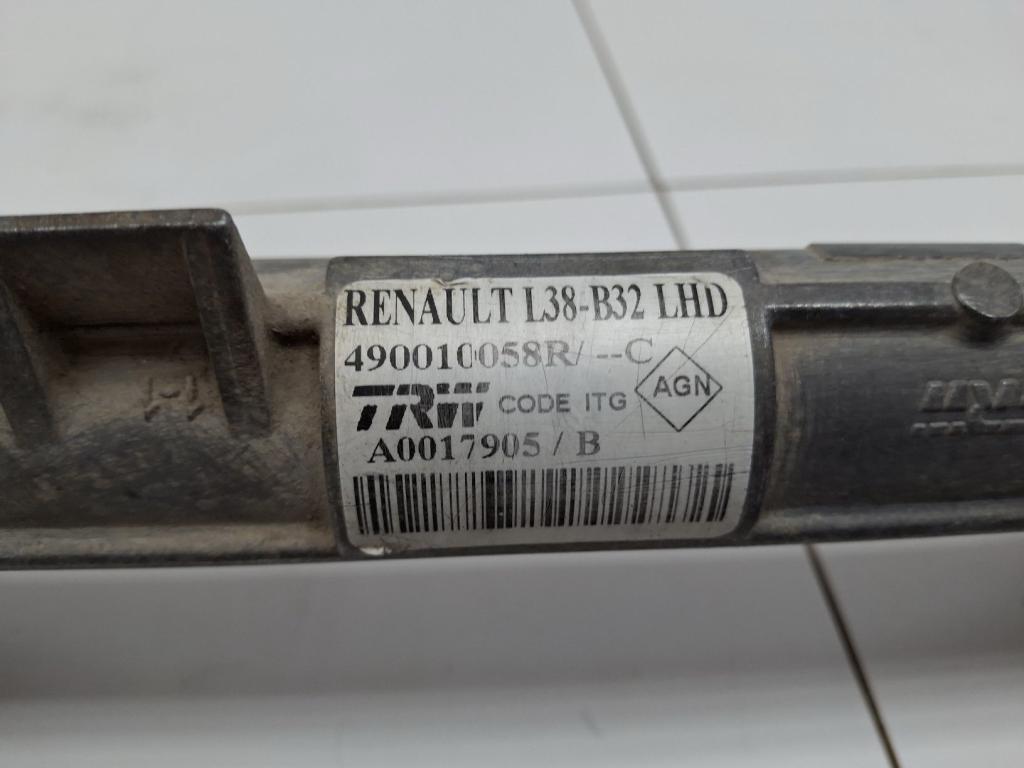 RENAULT L38-B32 LHD
490010058R/ --C
TRW CODE ITG AGN
A0017905 / B